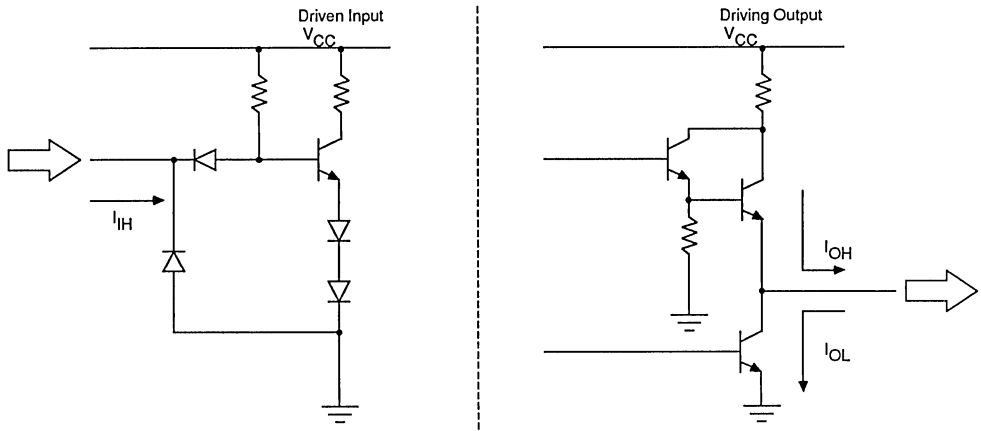 Driven Input
VCC
IIH
Driving Output
VCC
IOH
IOL